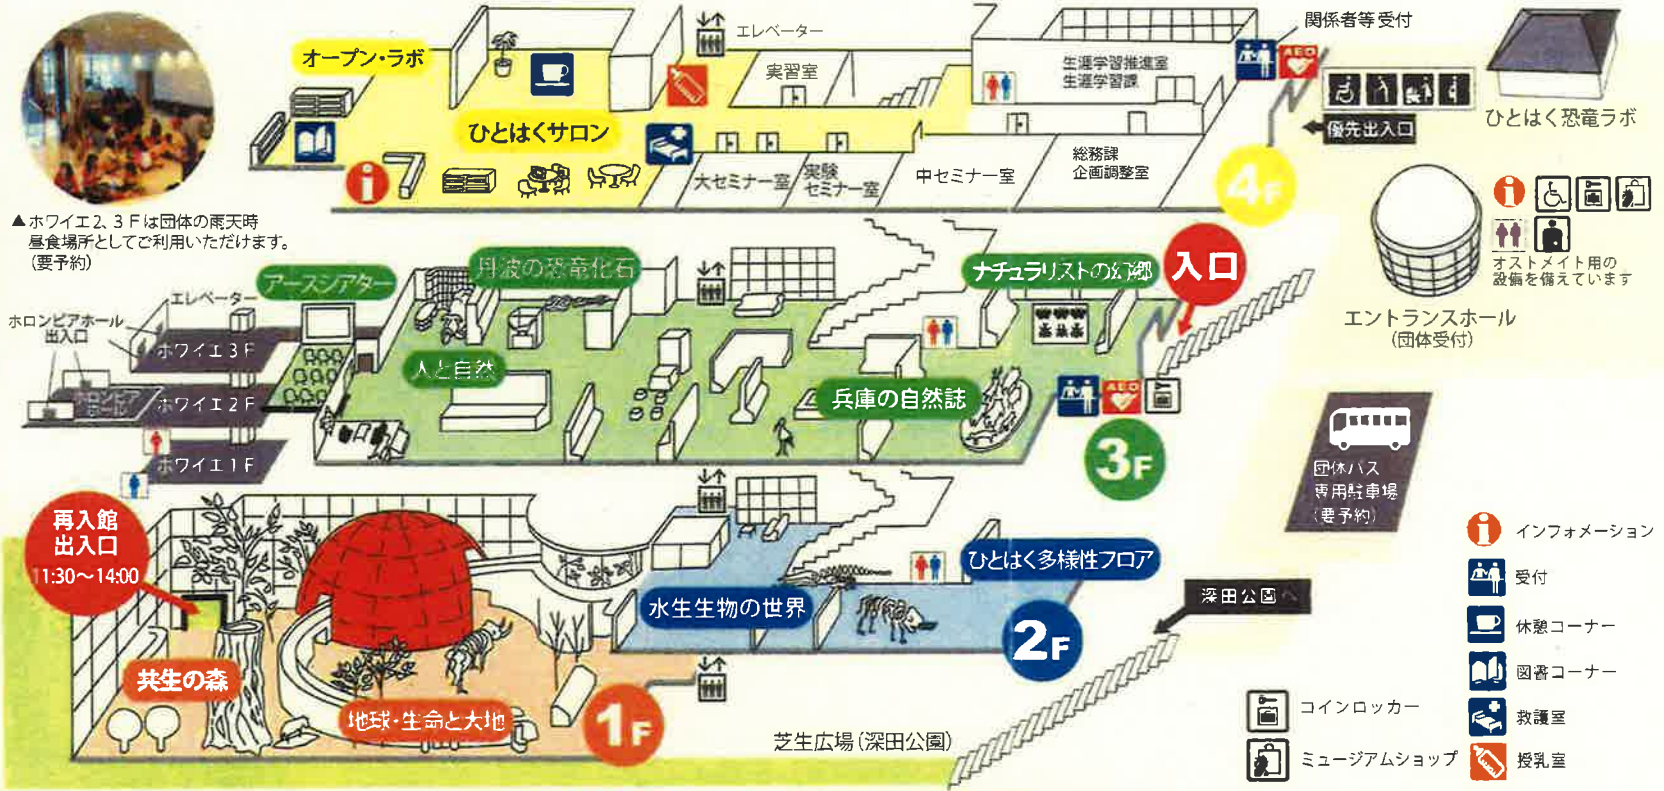 オープン・ラボ
エレベーター
実習室
生涯学習推進室
生涯学習課
関係者等受付
AED
優先出入口
ひとはく恐竜ラボ
ひとはくサロン
大セミナー室
実験
セミナー室
中セミナー室
総務課
企画調整室
4F
▲ホワイエ2、3Fは団体の雨天時
昼食場所としてご利用いただけます。
(要予約)
オストメイト用の
設備を備えています
エントランスホール
(団体受付)
アースシアター
丹波の恐竜化石
ナチュラリストの幻郷
入口
エレベーター
ホロンピアホール
出入口
ホワイエ3F
ホワイエ2F
ホロンピア
ホール
ホワイエ1F
人と自然
兵庫の自然誌
AED
3F
団体バス
専用駐車場
(要予約)
再入館
出入口
11:30〜14:00
ひとはく多様性フロア
水生生物の世界
2F
深田公園へ
共生の森
地球・生命と大地
1F
芝生広場(深田公園)
インフォメーション
受付
休憩コーナー
図書コーナー
救護室
授乳室
コインロッカー
ミュージアムショップ